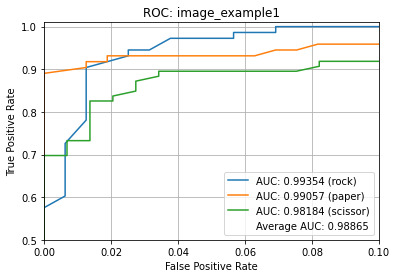 ROC: image_example1
True Positive Rate
1.0
0.9
0.8
0.7
0.6
0.5
AUC: 0.99354 (rock)
AUC: 0.99057 (paper)
AUC: 0.98184 (scissor)
Average AUC: 0.98865
0.00 0.02 0.04 0.06 0.08 0.10
False Positive Rate